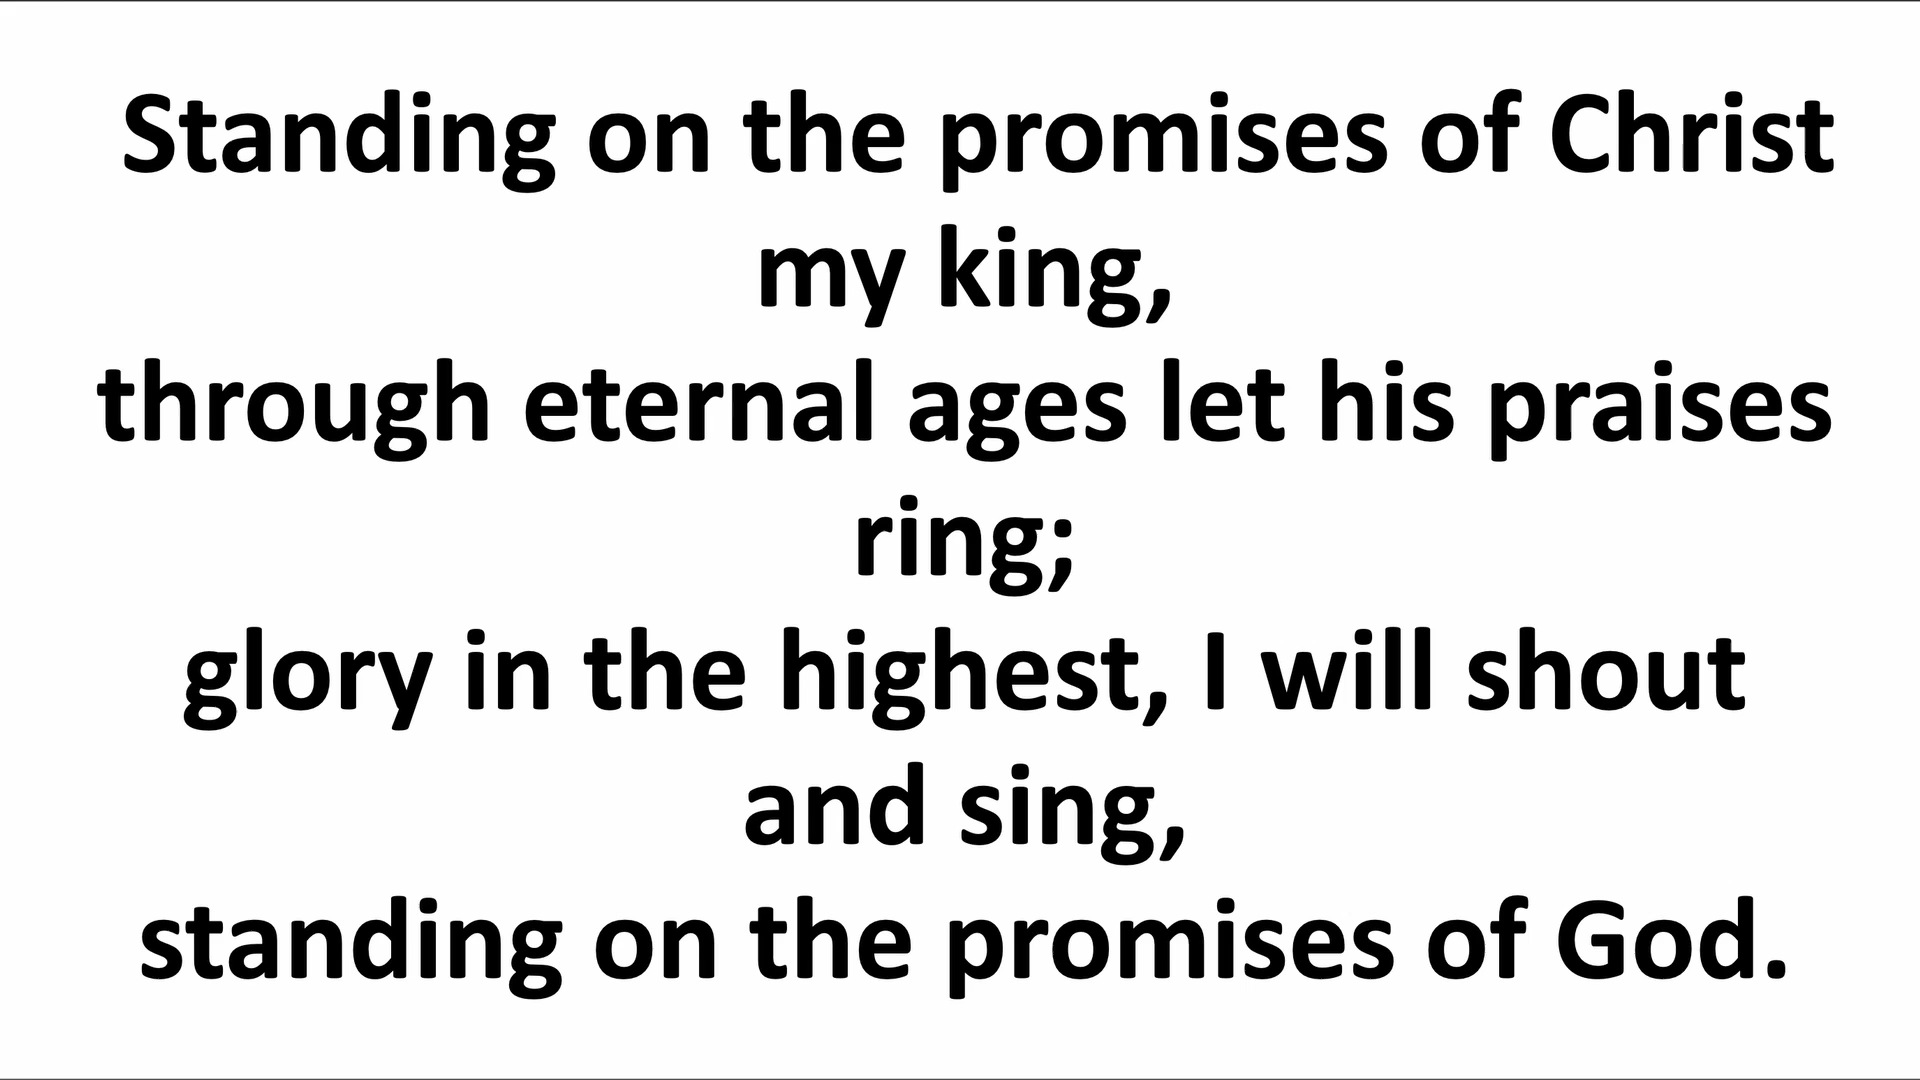 Standing on the promises of Christ
my king,
through eternal ages let his praises
ring;
glory in the highest, I will shout
and sing,
standing on the promises of God.